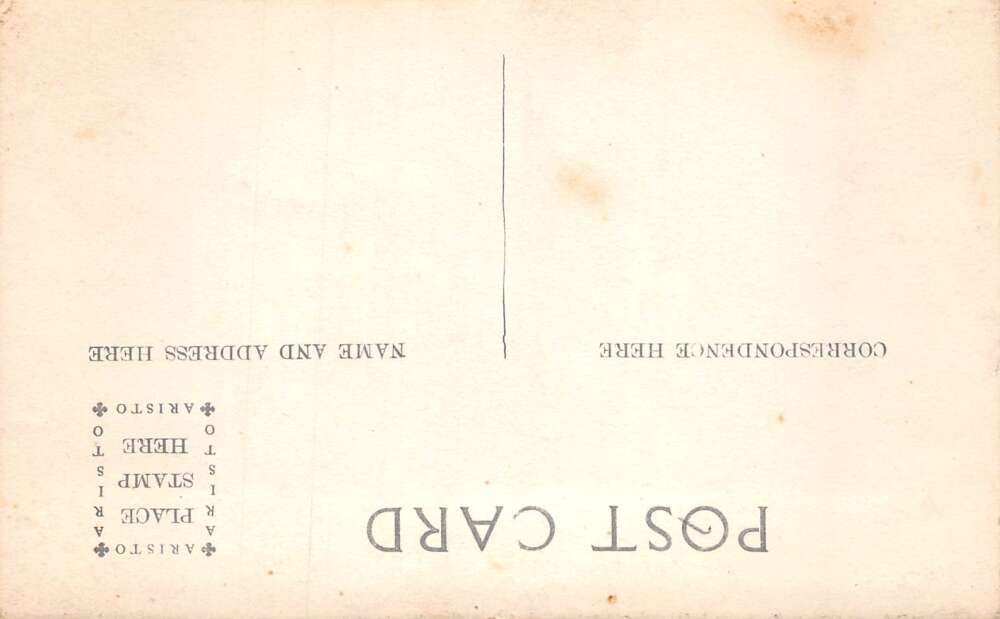 POST CARD
CORRESPONDENCE HERE
NAME AND ADDRESS HERE
ARISTO
ARISTO
PLACE
STAMP
HERE
ARISTO
ARISTO